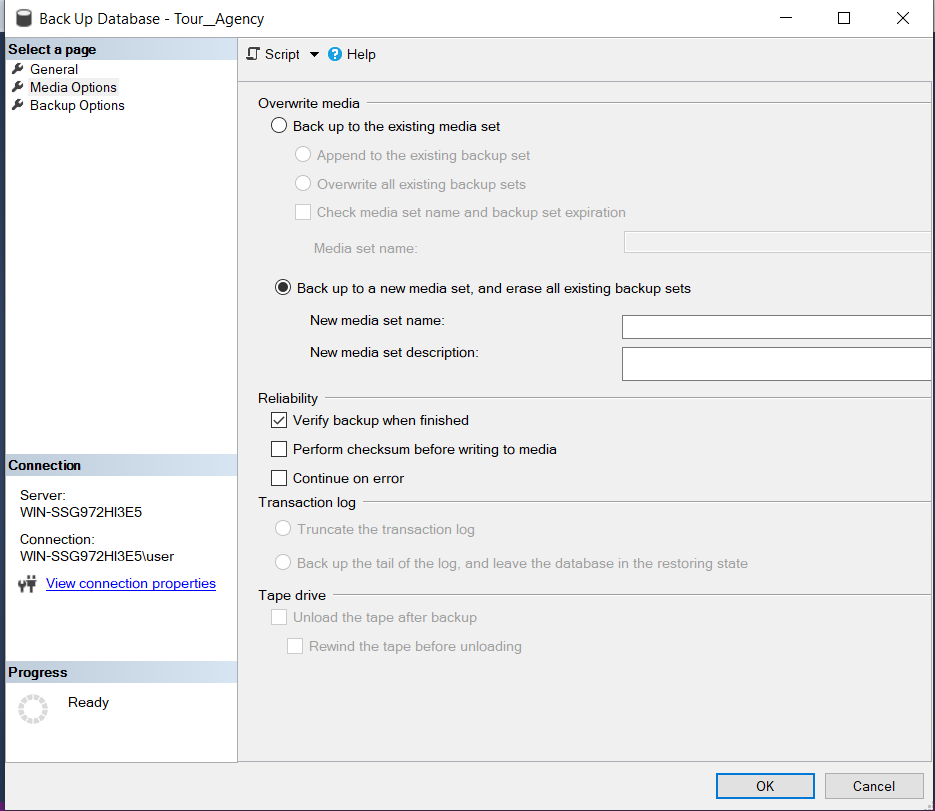 Back Up Database - Tour__Agency
Select a page
General
Media Options
Backup Options
Script
Help
Overwrite media
Back up to the existing media set
Append to the existing backup set
Overwrite all existing backup sets
Check media set name and backup set expiration
Media set name:
Back up to a new media set, and erase all existing backup sets
New media set name:
New media set description:
Reliability
Verify backup when finished
Perform checksum before writing to media
Continue on error
Transaction log
Truncate the transaction log
Back up the tail of the log, and leave the database in the restoring state
Tape drive
Unload the tape after backup
Rewind the tape before unloading
Connection
Server:
WIN-SSG972HI3E5
Connection:
WIN-SSG972HI3E5\user
View connection properties
Progress
Ready
OK
Cancel